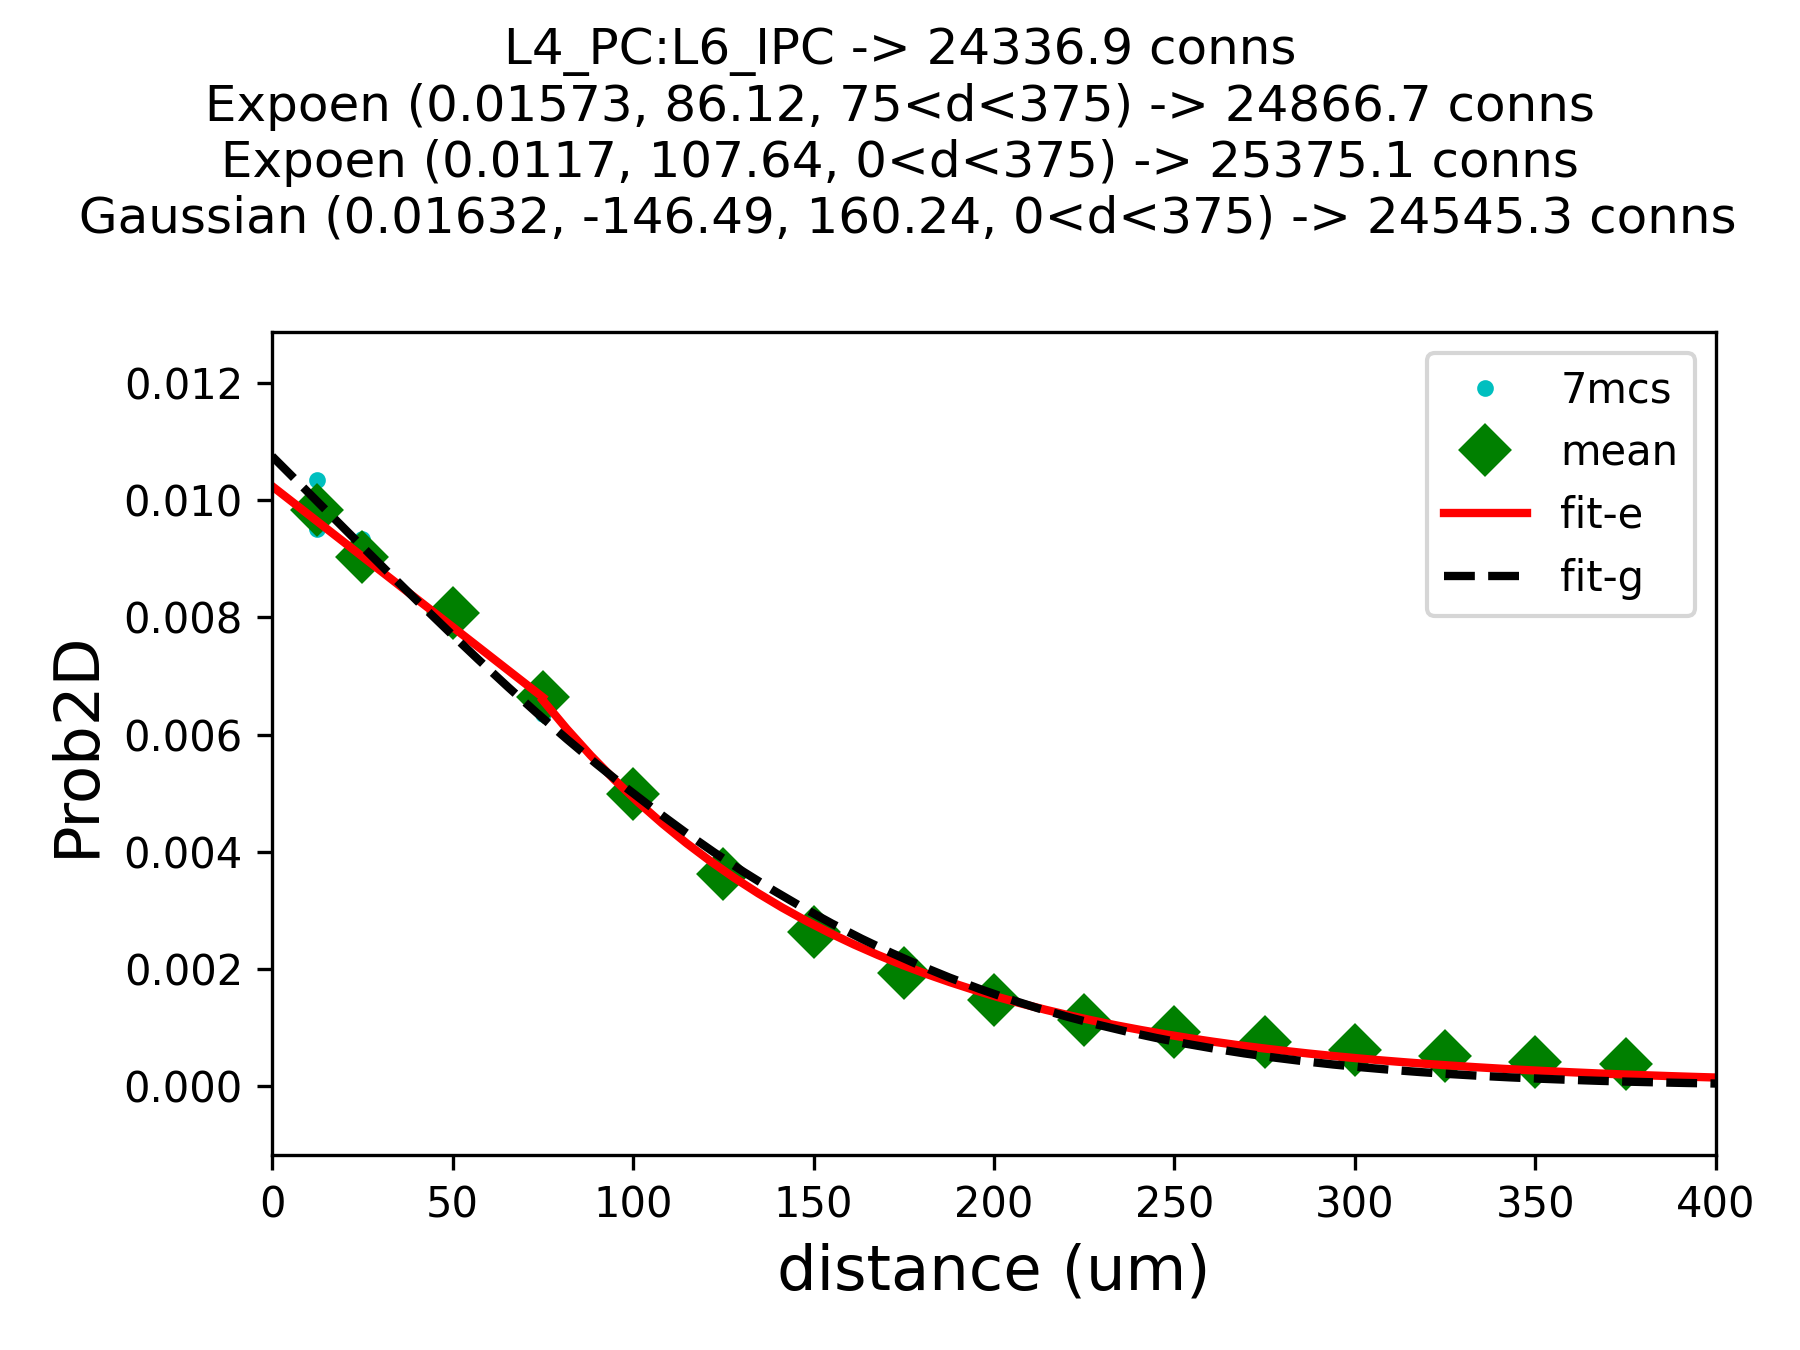 L4_PC:L6_IPC -> 24336.9 conns
Expoen (0.01573, 86.12, 75<d<375) -> 24866.7 conns
Expoen (0.0117, 107.64, 0<d<375) -> 25375.1 conns
Gaussian (0.01632, -146.49, 160.24, 0<d<375) -> 24545.3 conns
7mcs
mean
fit-e
fit-g
Prob2D
0.012
0.010
0.008
0.006
0.004
0.002
0.000
0 50 100 150 200 250 300 350 400
distance (um)